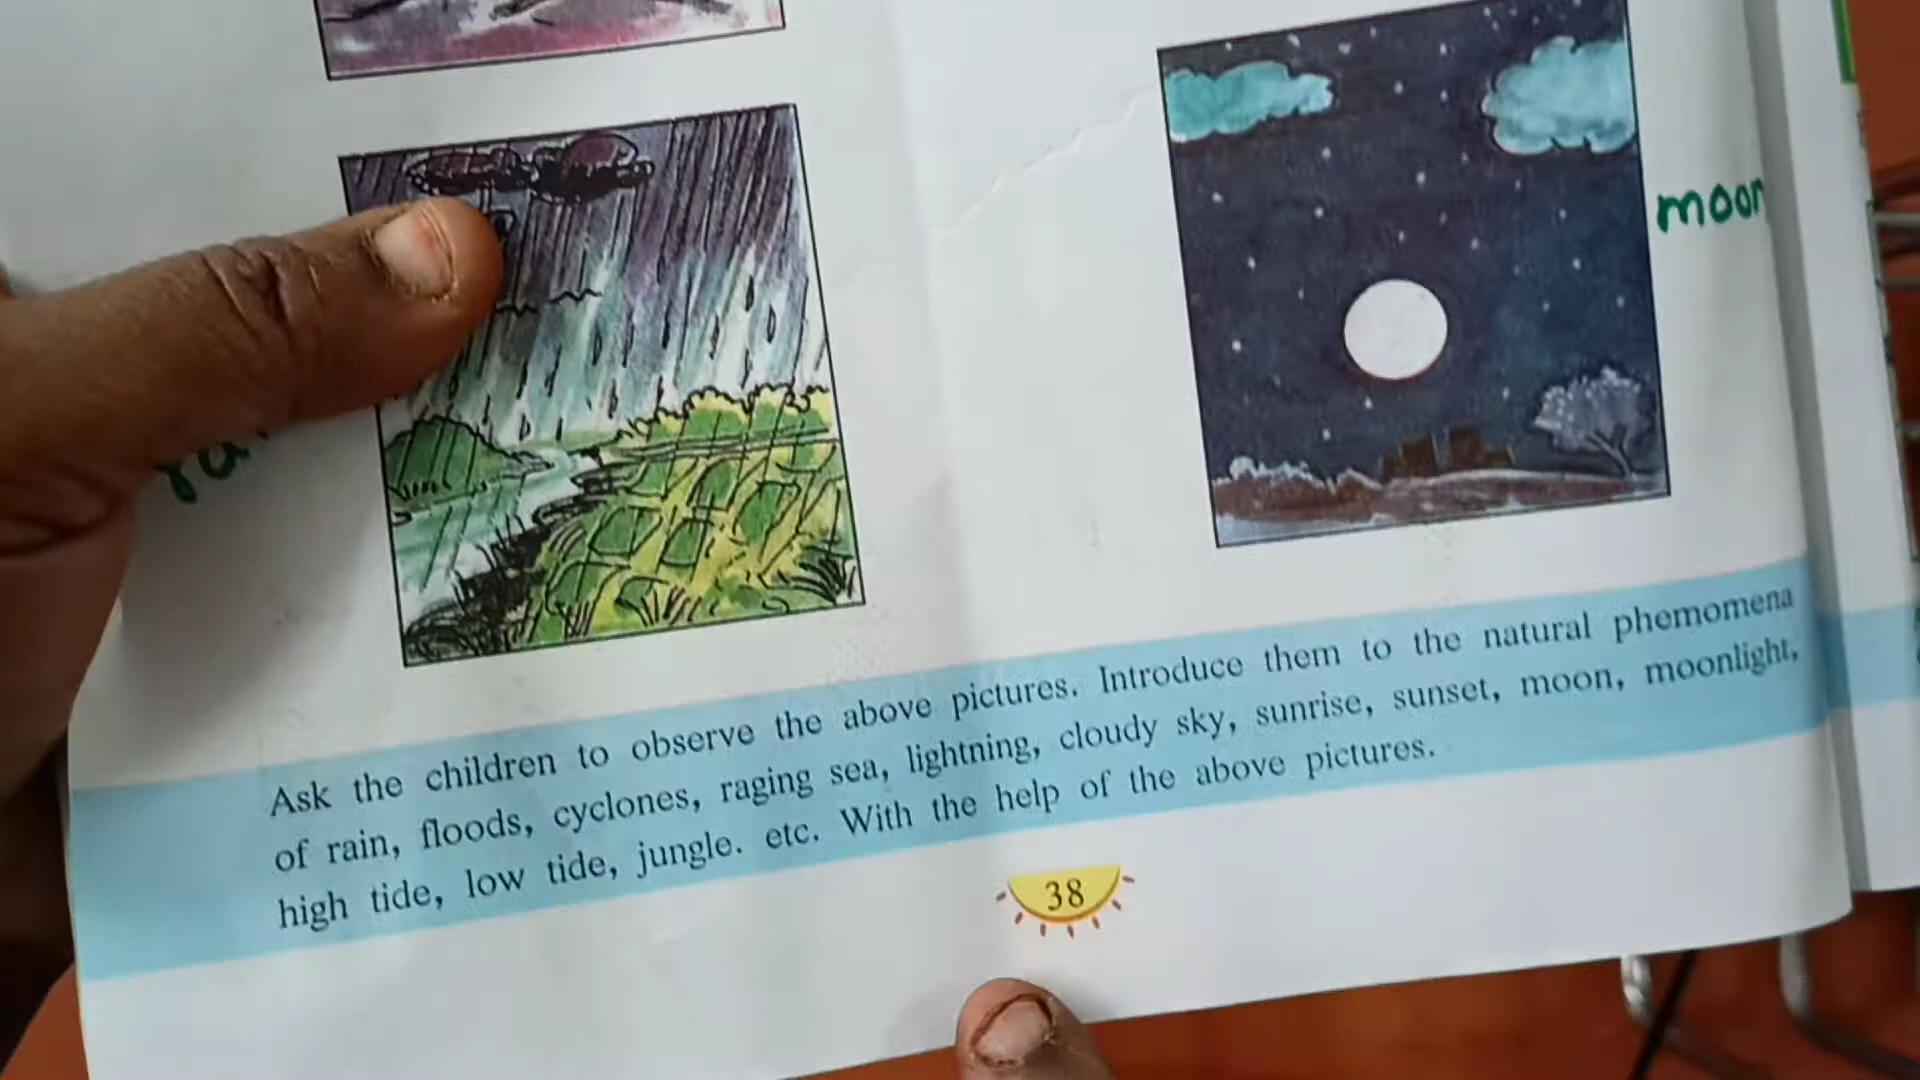 moon
Ask the children to observe the above pictures. Introduce them to the natural phemomena
of rain, floods, cyclones, raging sea, lightning, cloudy sky, sunrise, sunset, moon, moonlight,
high tide, low tide, jungle. etc. With the help of the above pictures.
38